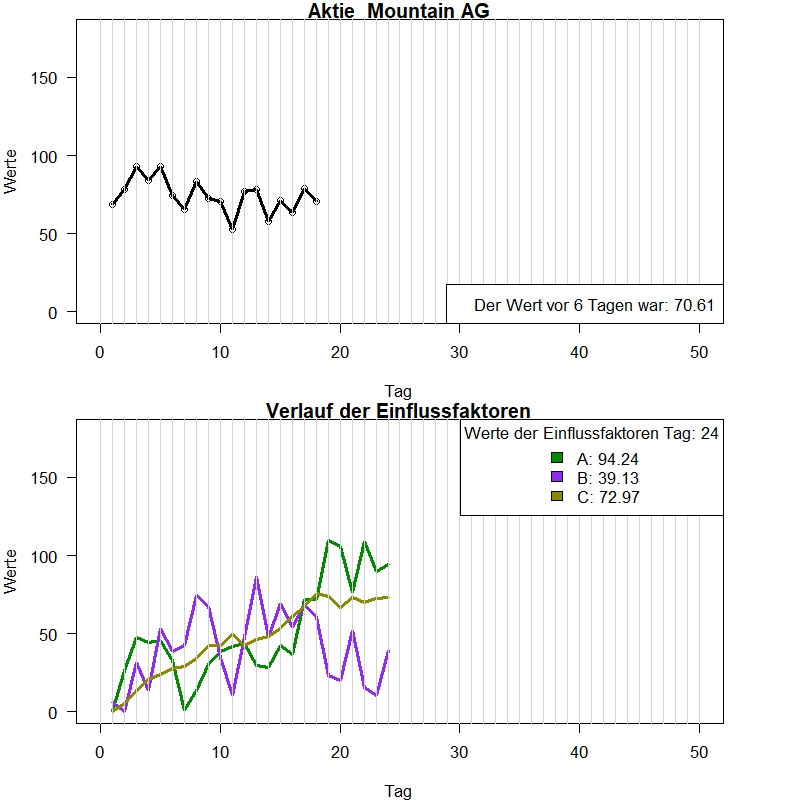 Aktie  Mountain AG
Werte
150
100
50
0
Der Wert vor 6 Tagen war: 70.61
0 10 20 30 40 50
Tag
Verlauf der Einflussfaktoren
Werte
150
100
50
0
Werte der Einflussfaktoren Tag: 24
A: 94.24
B: 39.13
C: 72.97
0 10 20 30 40 50
Tag